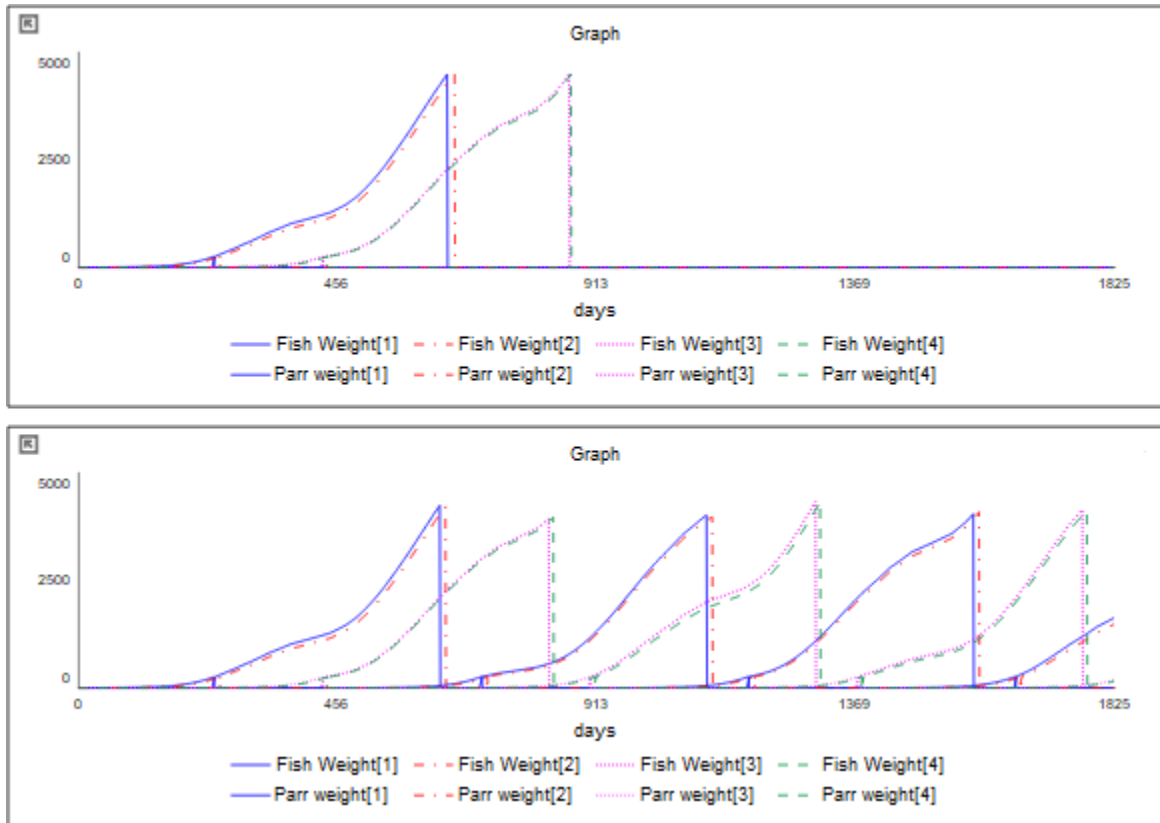 Graph
5000
2500
0
0 456 913 1369 1825
days
Fish Weight[1] Fish Weight[2] Fish Weight[3] Fish Weight[4]
Parr weight[1] Parr weight[2] Parr weight[3] Parr weight[4]
Graph
5000
2500
0
0 456 913 1369 1825
days
Fish Weight[1] Fish Weight[2] Fish Weight[3] Fish Weight[4]
Parr weight[1] Parr weight[2] Parr weight[3] Parr weight[4]